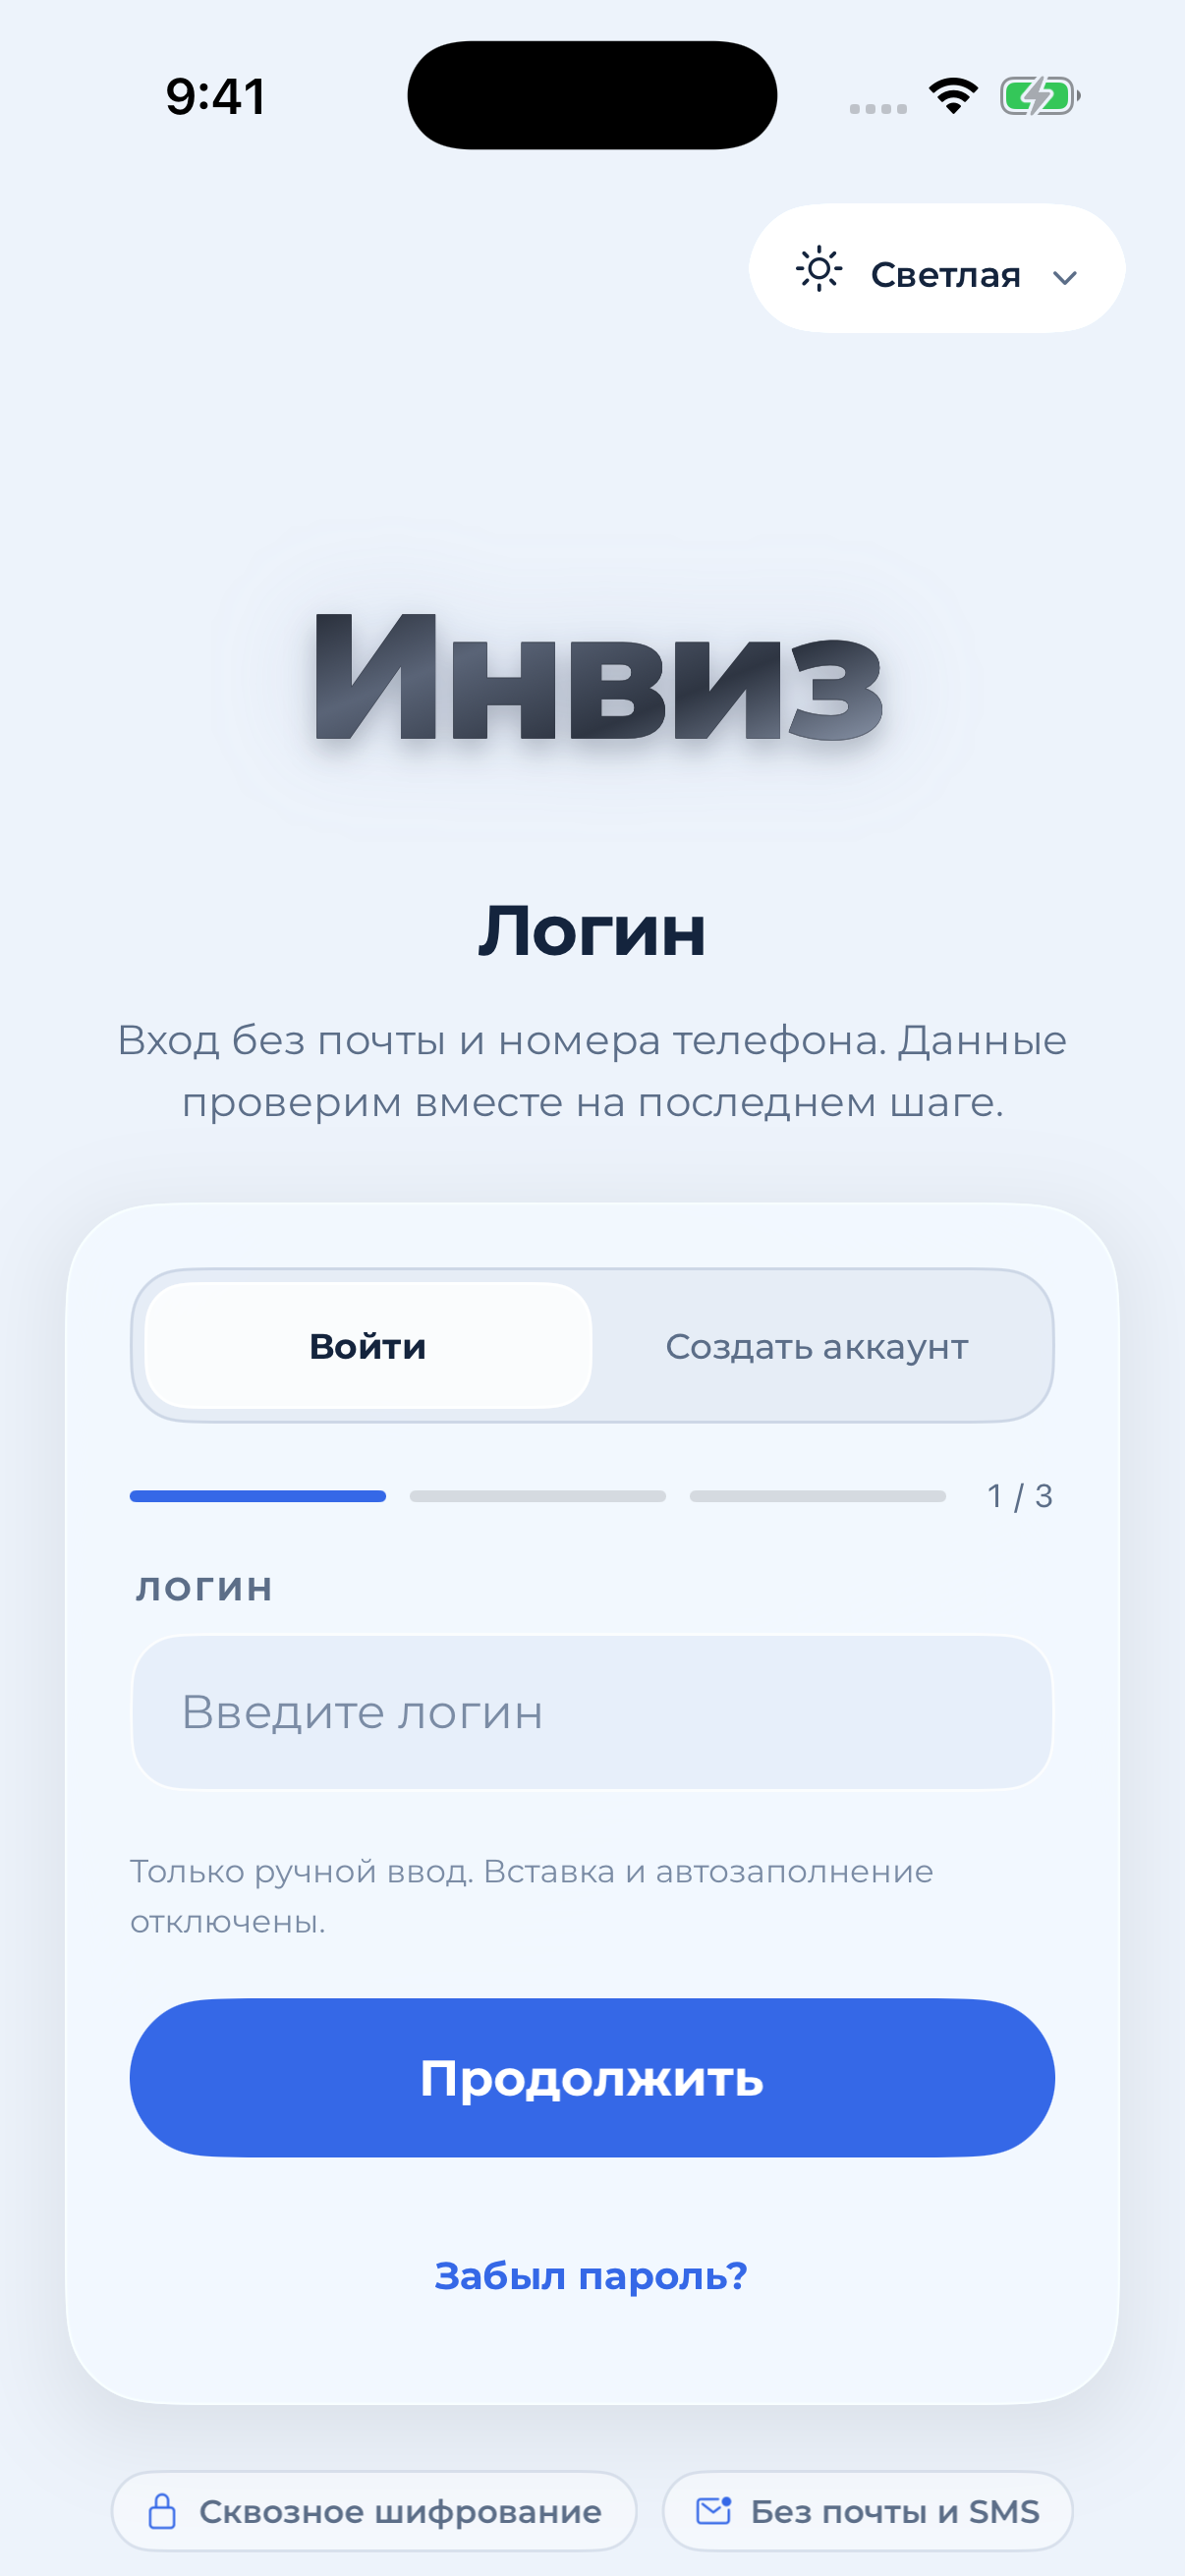 9:41
Светлая
Инвиз
Логин
Вход без почты и номера телефона. Данные
проверим вместе на последнем шаге.
Войти
Создать аккаунт
1 / 3
ЛОГИН
Введите логин
Только ручной ввод. Вставка и автозаполнение
отключены.
Продолжить
Забыл пароль?
Сквозное шифрование
Без почты и SMS